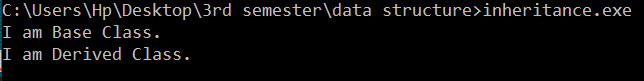 C:\Users\Hp\Desktop\3rd semester\data structure>inheritance.exe
I am Base Class.
I am Derived Class.